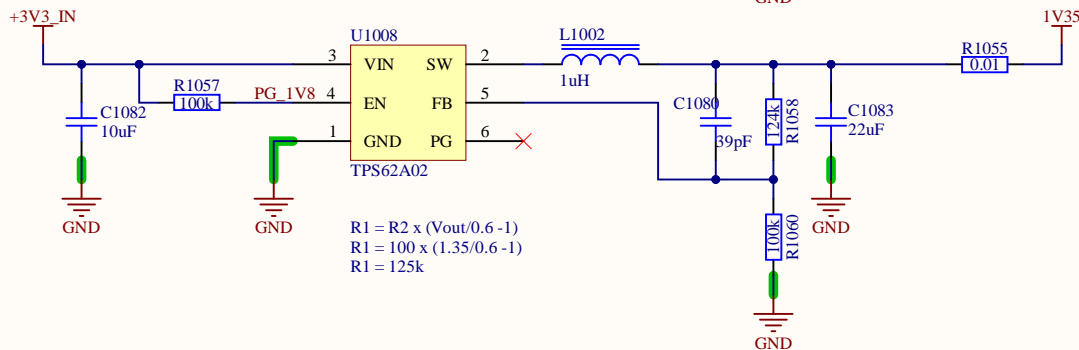 GND
+3V3_IN
1V35
U1008
L1002
R1055
3
VIN
SW
2
0.01
R1057
1uH
PG_1V8
4
EN
FB
5
100k
C1082
10uF
C1080
39pF
124k
R1058
C1083
22uF
1
GND
PG
6
TPS62A02
GND
GND
GND
R1 = R2 x (Vout/0.6 -1)
R1 = 100 x (1.35/0.6 -1)
R1 = 125k
100k
R1060
GND